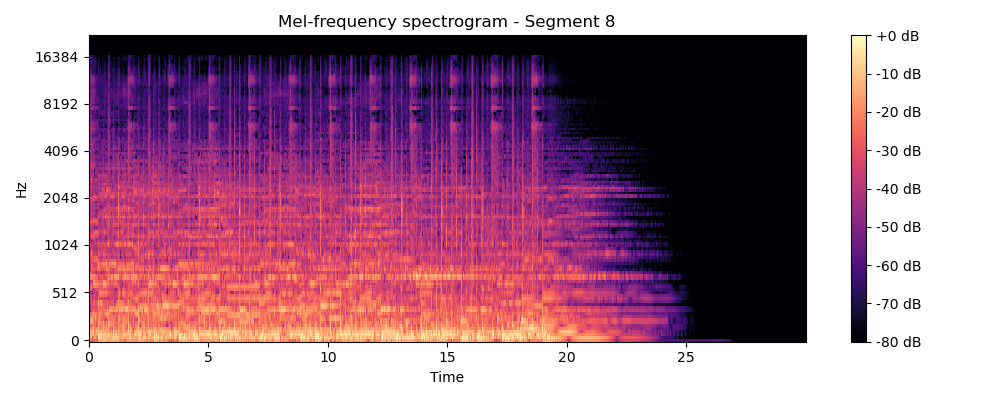 Mel-frequency spectrogram - Segment 8
Hz
16384
8192
4096
2048
1024
512
0
0 5 10 15 20 25
Time
+0 dB
-10 dB
-20 dB
-30 dB
-40 dB
-50 dB
-60 dB
-70 dB
-80 dB